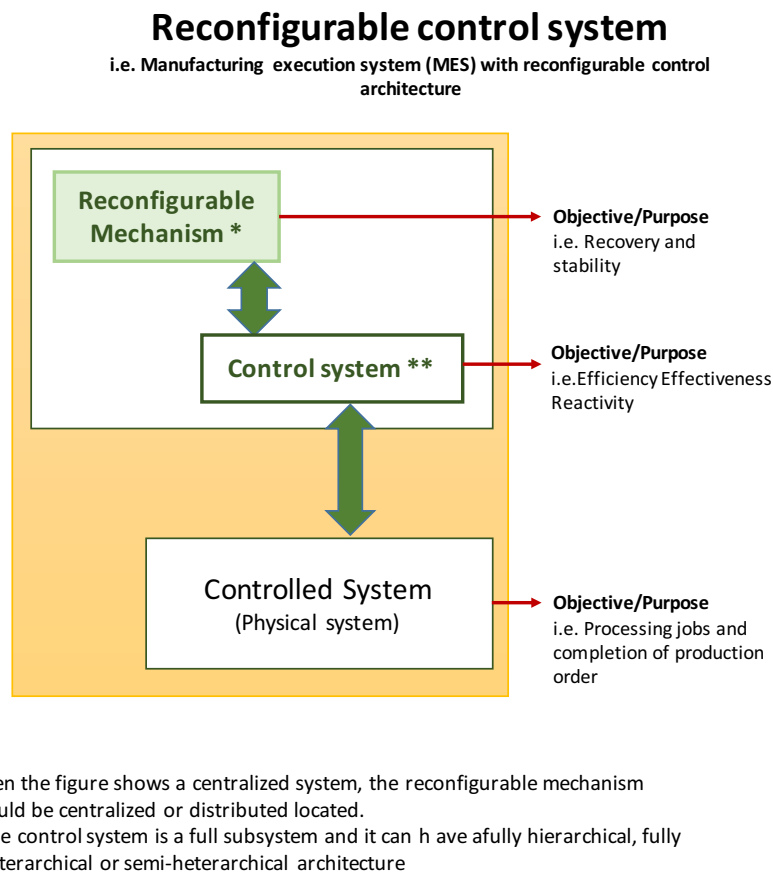 Reconfigurable control system
i.e. Manufacturing execution system (MES) with reconfigurable control
architecture
Reconfigurable
Mechanism *
Objective/Purpose
i.e. Recovery and
stability
Control system **
Objective/Purpose
i.e.Efficiency Effectiveness
Reactivity
Controlled System
(Physical system)
Objective/Purpose
i.e. Processing jobs and
completion of production
order
en the figure shows a centralized system, the reconfigurable mechanism
uld be centralized or distributed located.
e control system is a full subsystem and it can h ave afully hierarchical, fully
terarchical or semi-heterarchical architecture